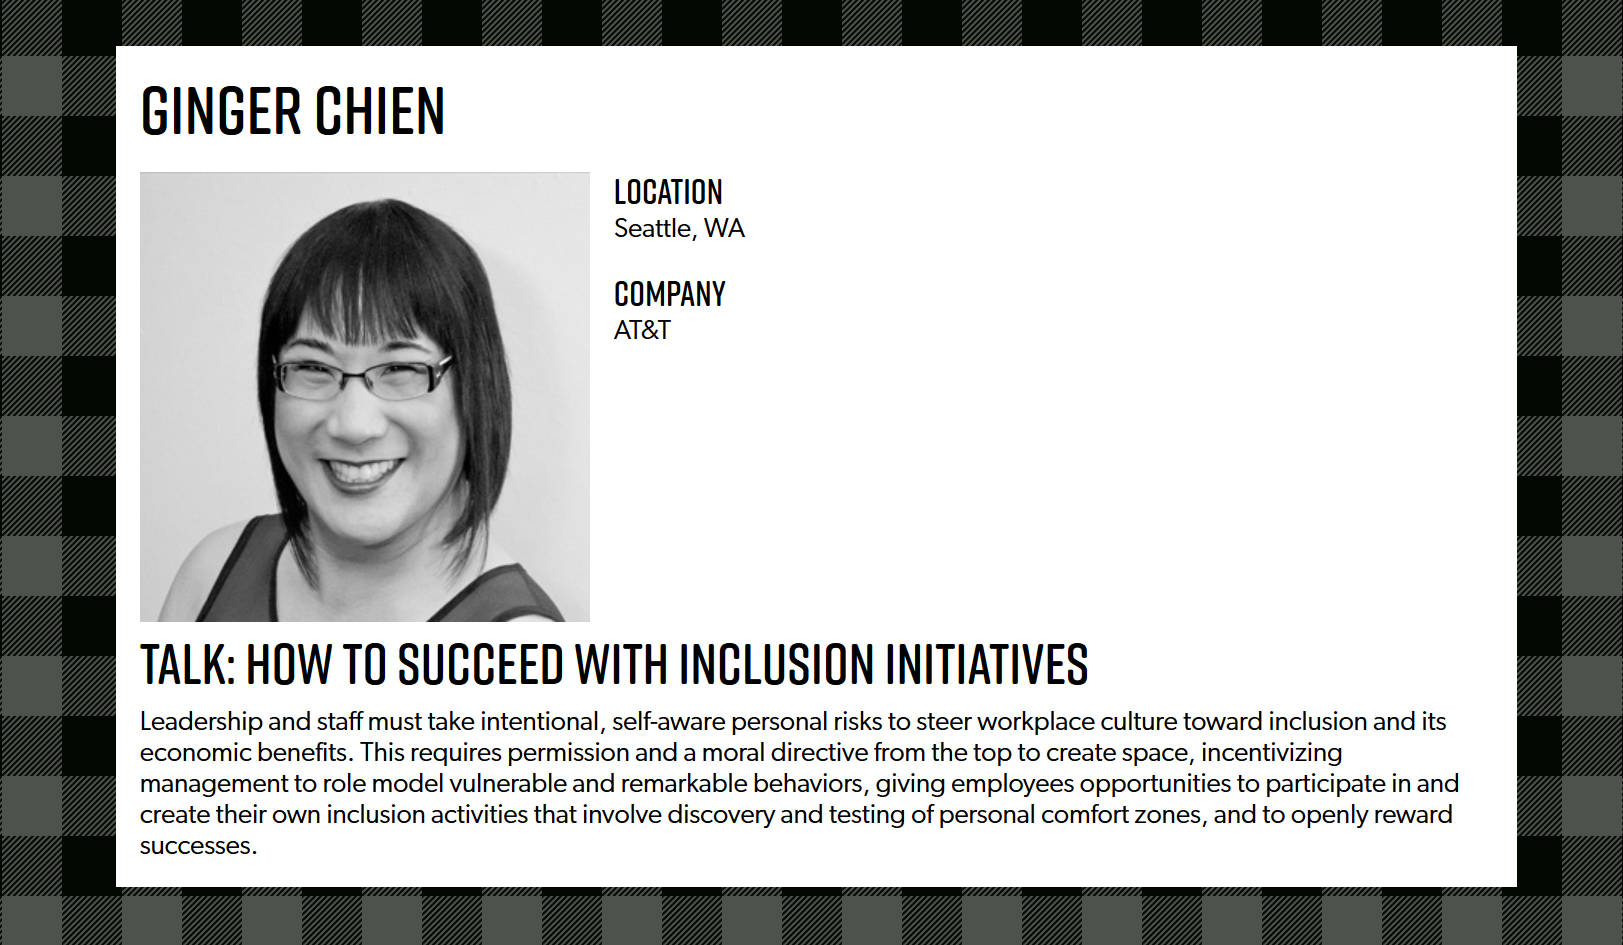 GINGER CHIEN
LOCATION
Seattle, WA
COMPANY
AT&T
TALK: HOW TO SUCCEED WITH INCLUSION INITIATIVES
Leadership and staff must take intentional, self-aware personal risks to steer workplace culture toward inclusion and its
economic benefits. This requires permission and a moral directive from the top to create space, incentivizing
management to role model vulnerable and remarkable behaviors, giving employees opportunities to participate in and
create their own inclusion activities that involve discovery and testing of personal comfort zones, and to openly reward
successes.